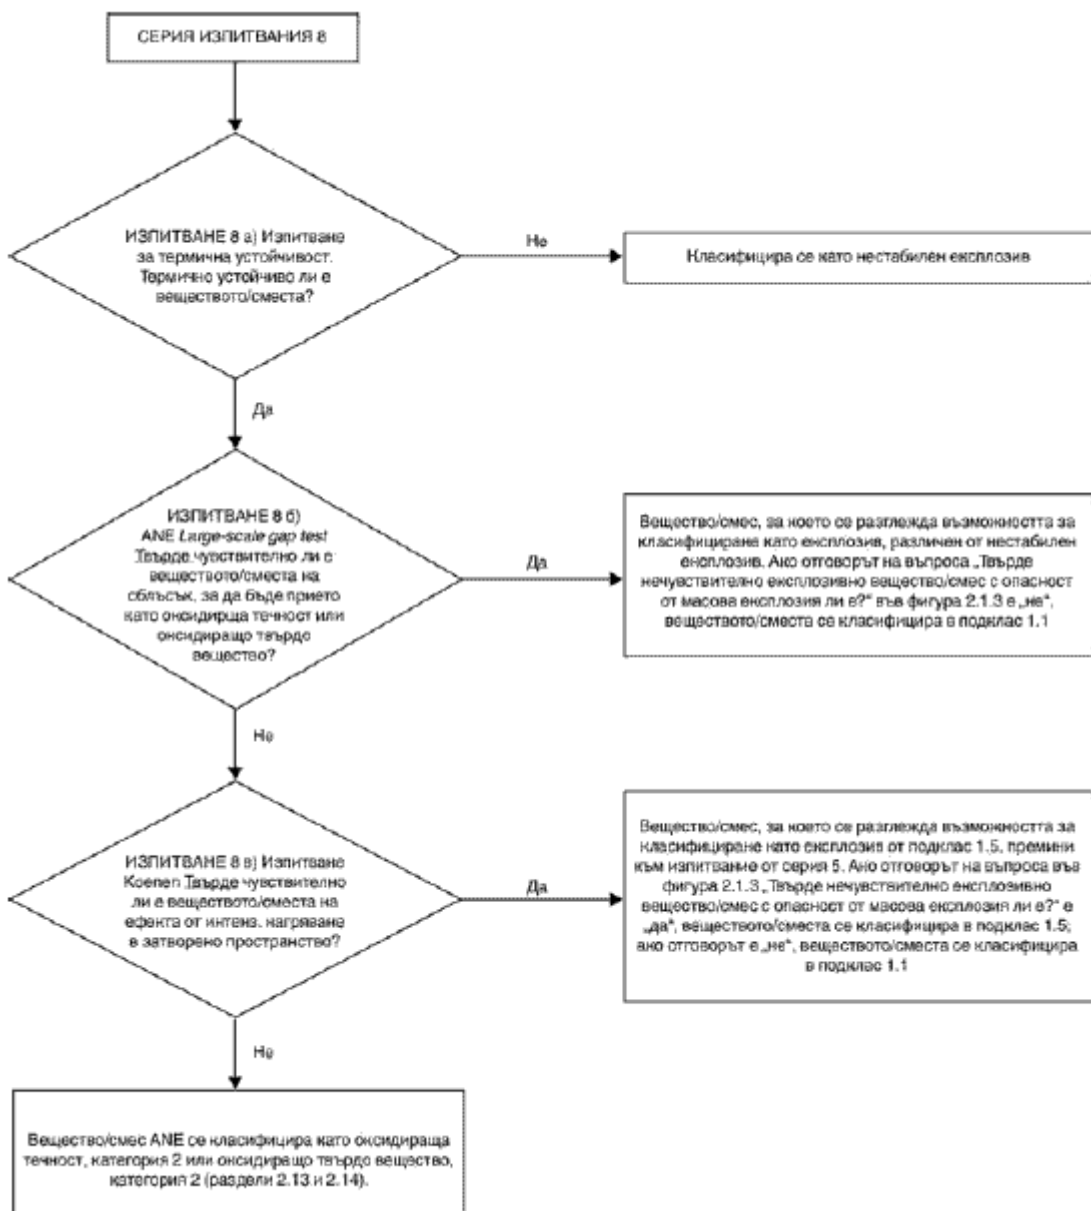 СЕРИЯ ИЗПИТВАНИЯ 8
ИЗПИТВАНЕ 8 а) Изпитване
за термична устойчивост.
Термично устойчиво ли е
веществото/сместа?
Не
Класифицира се като нестабилен експлозив
Да
ИЗПИТВАНЕ 8 б)
ANE Large-scale gap test
Твърде чувствително ли е
веществото/сместа на
сблъсък, за да бъде прието
като оксидирща течност или
оксидиращо твърдо
вещество?
Да
Вещество/смес, за което се разглежда възможността за
класифициране като експлозив, различен от нестабилен
експлозив. Ако отговорът на въпроса „Твърде
нечувствително експлозивно вещество/смес с опасност
от масова експлозия ли е?“ във фигура 2.1.3 е „не“,
веществото/сместа се класифицира в подклас 1.1
Не
ИЗПИТВАНЕ 8 в) Изпитване
Koenen Твърде чувствително
ли е веществото/сместа на
ефекта от интенз. нагряване
в затворено пространство?
Да
Вещество/смес, за което се разглежда възможността за
класифициране като експлозив от подклас 1.5, премини
към изпитвание от серия 5. Ако отговорът на въпроса във
фигура 2.1.3 „Твърде нечувствително експлозивно
вещество/смес с опасност от масова експлозия ли е?“ е
„да“, веществото/сместа се класифицира в подклас 1.5;
ако отговорът е „не“, веществото/сместа се класифицира
в подклас 1.1
Не
Вещество/смес ANE се класифицира като оксидираща
течност, категория 2 или оксидиращо твърдо вещество,
категория 2 (раздели 2.13 и 2.14).